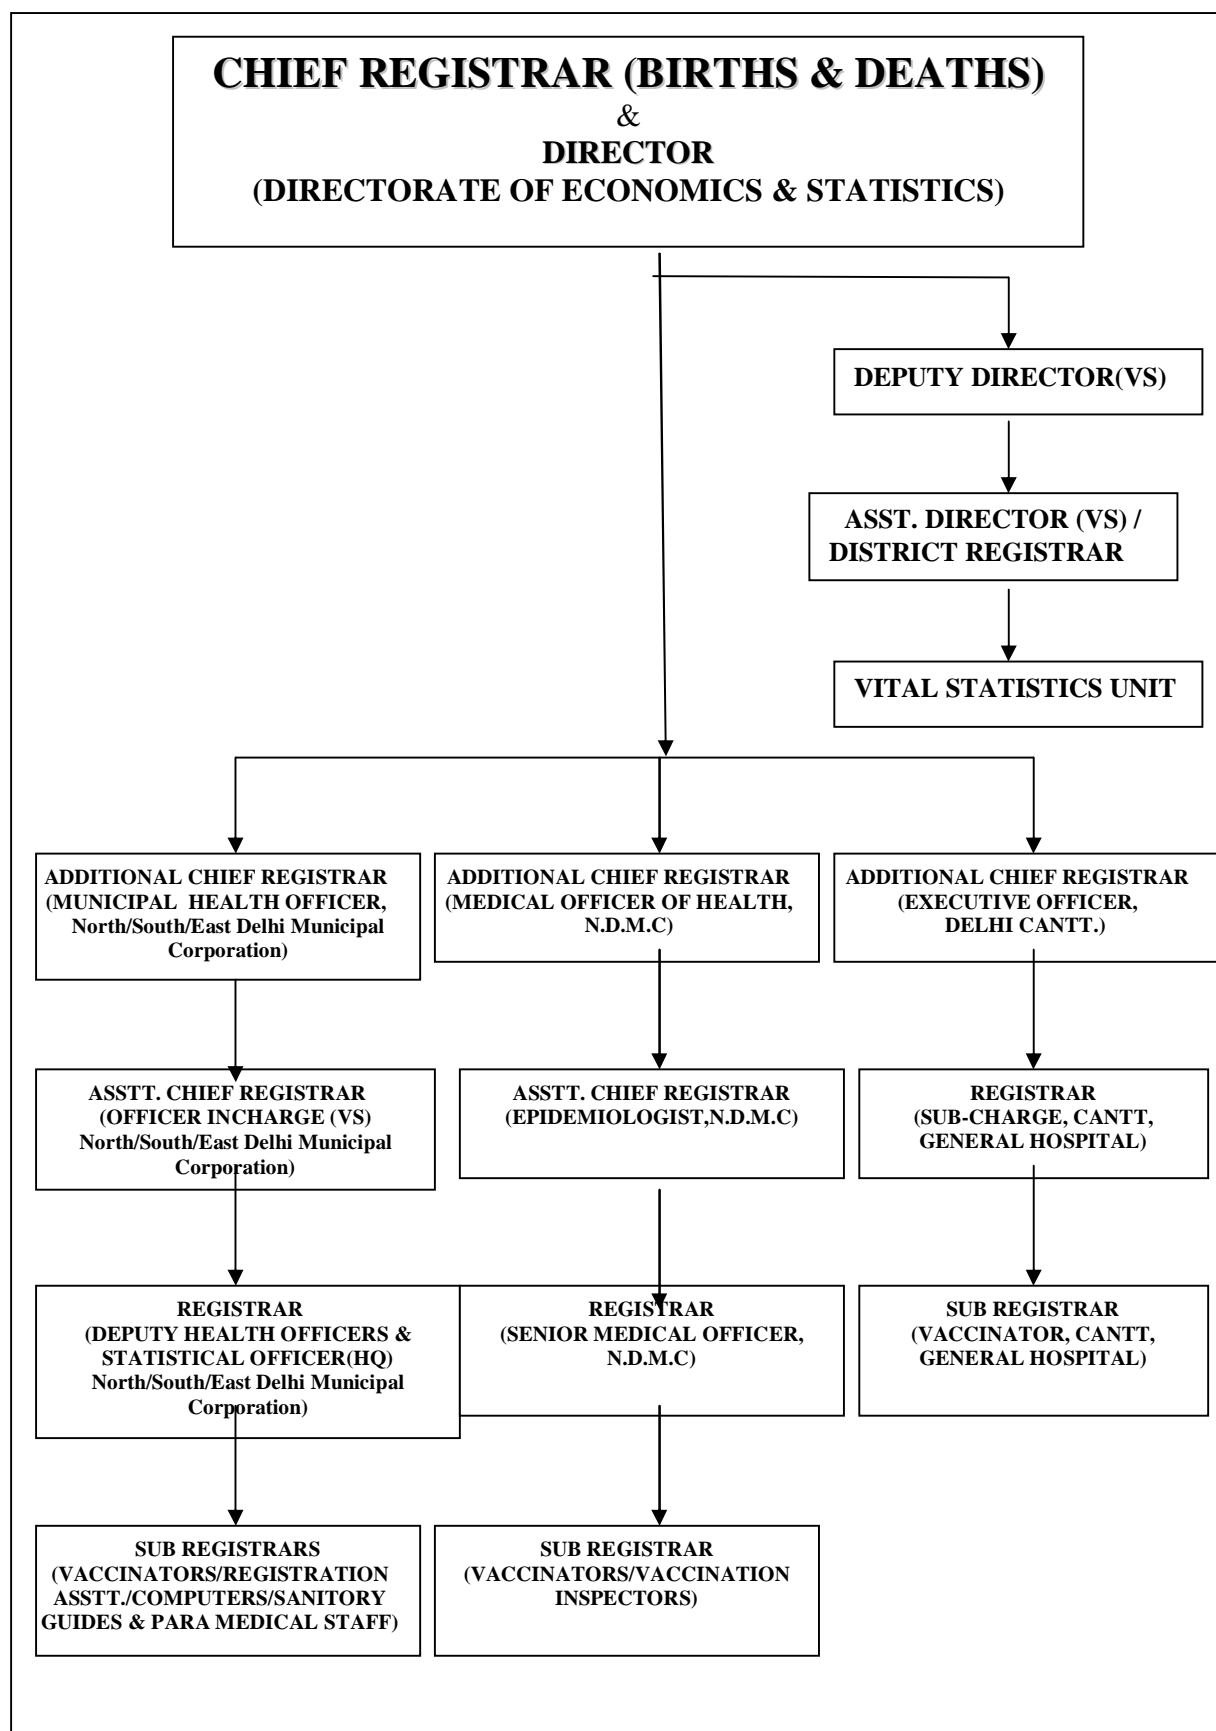 CHIEF REGISTRAR (BIRTHS & DEATHS)
&
DIRECTOR
(DIRECTORATE OF ECONOMICS & STATISTICS)
DEPUTY DIRECTOR(VS)
ASST. DIRECTOR (VS) /
DISTRICT REGISTRAR
VITAL STATISTICS UNIT
ADDITIONAL CHIEF REGISTRAR
(MUNICIPAL HEALTH OFFICER,
North/South/East Delhi Municipal
Corporation)
ADDITIONAL CHIEF REGISTRAR
(MEDICAL OFFICER OF HEALTH,
N.D.M.C)
ADDITIONAL CHIEF REGISTRAR
(EXECUTIVE OFFICER,
DELHI CANTT.)
ASSTT. CHIEF REGISTRAR
(OFFICER INCHARGE (VS)
North/South/East Delhi Municipal
Corporation)
ASSTT. CHIEF REGISTRAR
(EPIDEMIOLOGIST,N.D.M.C)
REGISTRAR
(SUB-CHARGE, CANTT,
GENERAL HOSPITAL)
REGISTRAR
(DEPUTY HEALTH OFFICERS &
STATISTICAL OFFICER(HQ)
North/South/East Delhi Municipal
Corporation)
REGISTRAR
(SENIOR MEDICAL OFFICER,
N.D.M.C)
SUB REGISTRAR
(VACCINATOR, CANTT,
GENERAL HOSPITAL)
SUB REGISTRARS
(VACCINATORS/REGISTRATION
ASSTT./COMPUTERS/SANITORY
GUIDES & PARA MEDICAL STAFF)
SUB REGISTRAR
(VACCINATORS/VACCINATION
INSPECTORS)